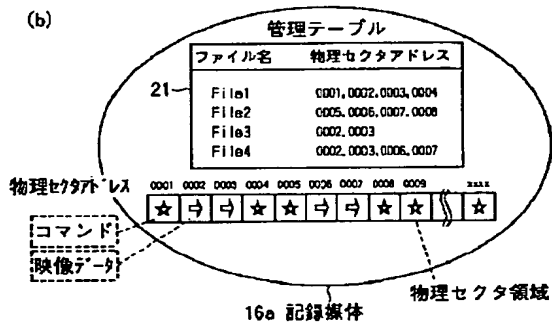 (b)
管理テーブル
ファイル名 物理セクタアドレス
21
File1 0001,0002,0003,0004
File2 0005,0006,0007,0008
File3 0002,0003
File4 0002,0003,0006,0007
物理セクタアドレス 0001 0002 0003 0004 0005 0006 0007 0008 0009 xxxx
☆ ⇨ ⇨ ☆ ☆ ⇨ ⇨ ☆ ☆ ☆
コマンド
映像データ
物理セクタ領域
16a 記録媒体